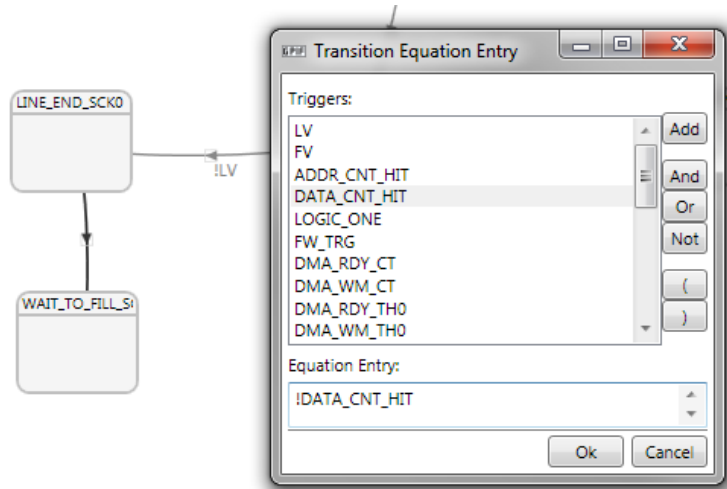 GPIF Transition Equation Entry
LINE_END_SCK0
!LV
WAIT_TO_FILL_S
Triggers:
LV
FV
ADDR_CNT_HIT
DATA_CNT_HIT
LOGIC_ONE
FW_TRG
DMA_RDY_CT
DMA_WM_CT
DMA_RDY_TH0
DMA_WM_TH0
Add
And
Or
Not
(
)
Equation Entry:
!DATA_CNT_HIT
Ok
Cancel